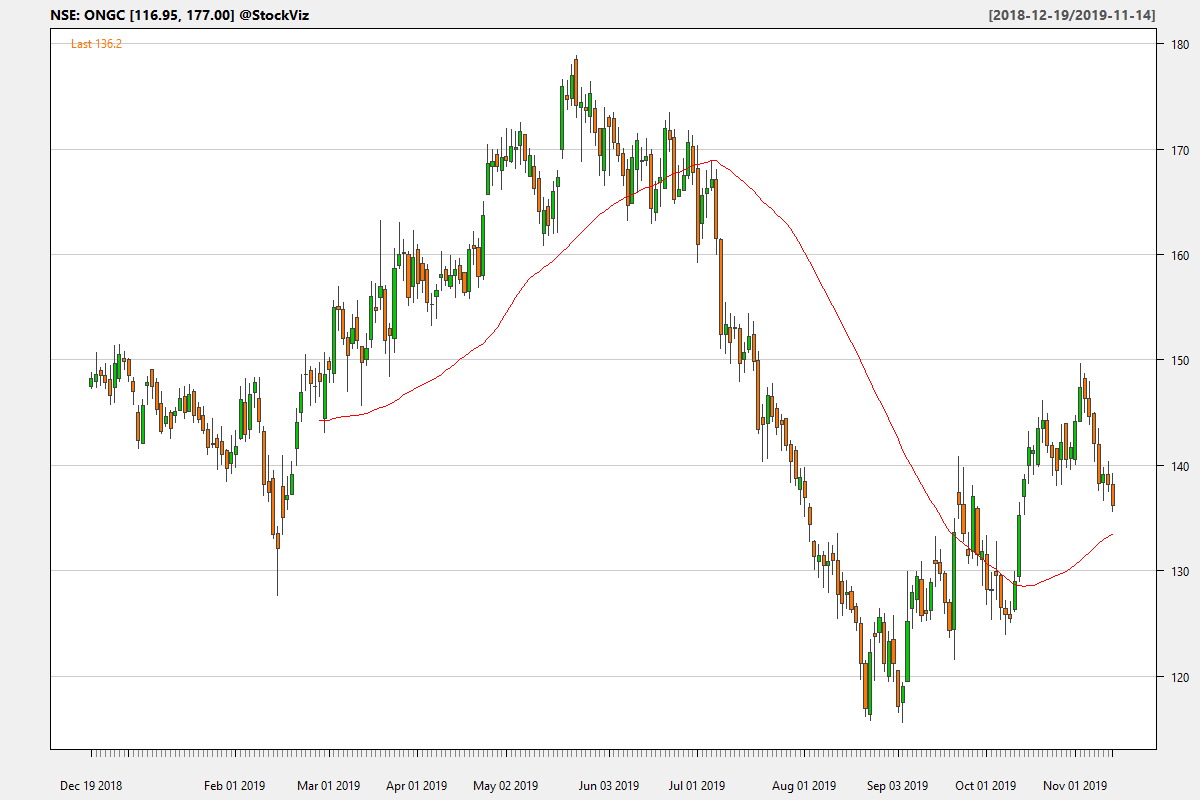 NSE: ONGC [116.95, 177.00] @StockViz [2018-12-19/2019-11-14]
Last 136.2
180
170
160
150
140
130
120
Dec 19 2018 Feb 01 2019 Mar 01 2019 Apr 01 2019 May 02 2019 Jun 03 2019 Jul 01 2019 Aug 01 2019 Sep 03 2019 Oct 01 2019 Nov 01 2019